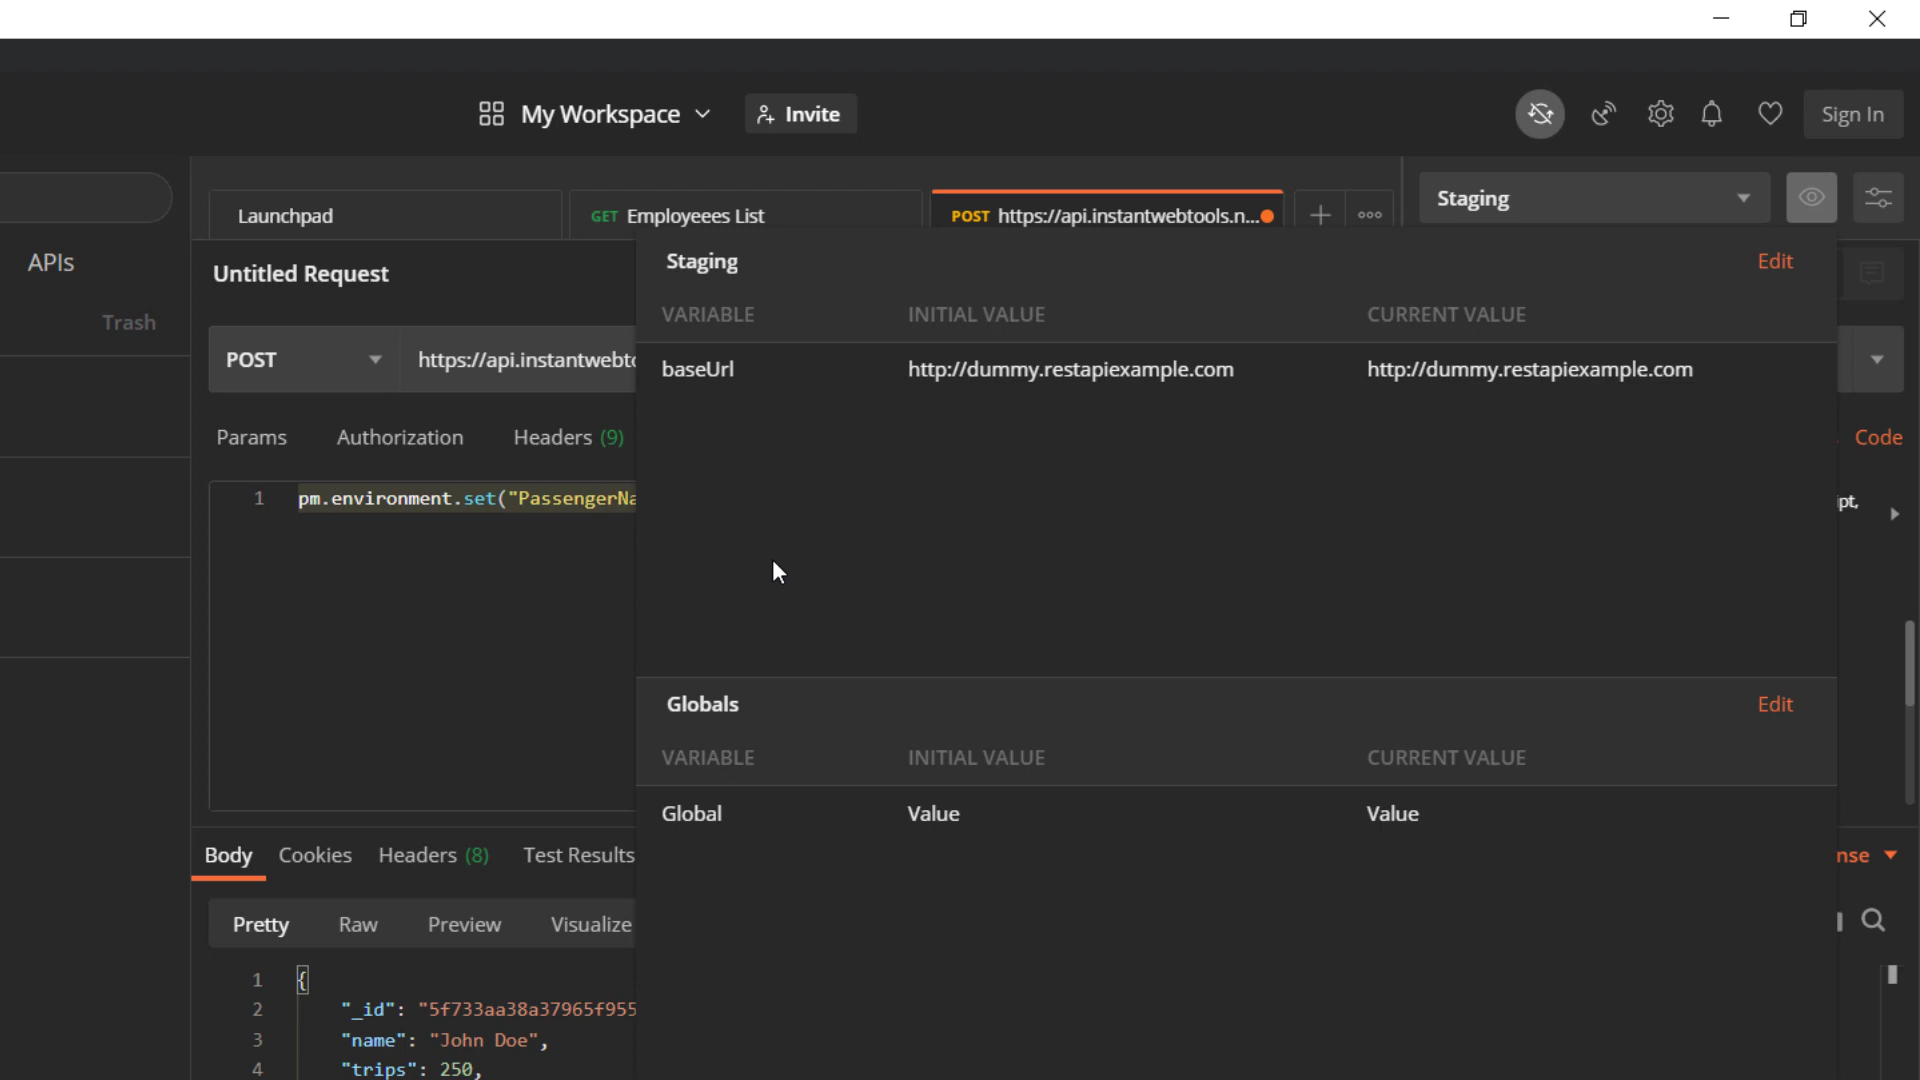 My Workspace
Invite
Sign In
Launchpad
GET Employeees List
POST https://api.instantwebtools.n...
Staging
APIs
Untitled Request
Staging
Edit
Trash
VARIABLE INITIAL VALUE CURRENT VALUE
POST https://api.instantwebto
baseUrl http://dummy.restapiexample.com http://dummy.restapiexample.com
Params Authorization Headers (9)
Code
1 pm.environment.set("PassengerNa
ipt,
Globals
Edit
VARIABLE INITIAL VALUE CURRENT VALUE
Global Value Value
Body Cookies Headers (8) Test Results
nse
Pretty Raw Preview Visualize
1 {
2 "_id": "5f733aa38a37965f955
3 "name": "John Doe",
4 "trips": 250,